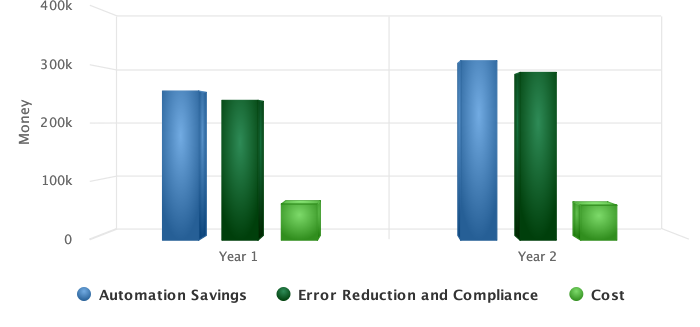 400k
300k
200k
100k
0
Money
Year 1
Year 2
Automation Savings
Error Reduction and Compliance
Cost